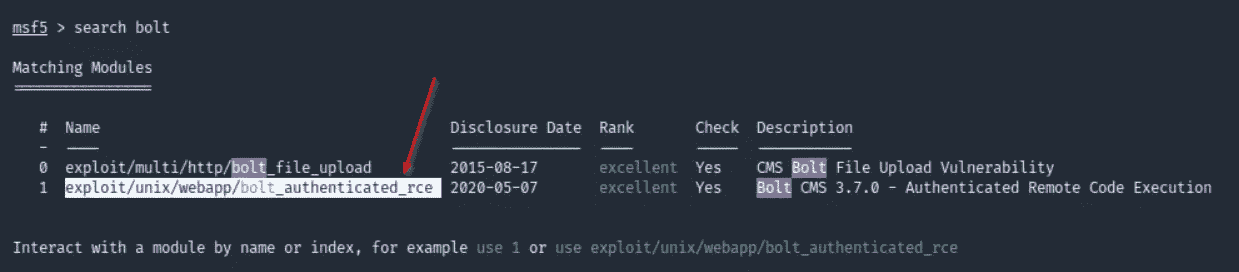 msf5 > search bolt
Matching Modules
================
# Name Disclosure Date Rank Check Description
- ---- --------------- ---- ----- -----------
0 exploit/multi/http/bolt_file_upload 2015-08-17 excellent Yes CMS Bolt File Upload Vulnerability
1 exploit/unix/webapp/bolt_authenticated_rce 2020-05-07 excellent Yes Bolt CMS 3.7.0 - Authenticated Remote Code Execution
Interact with a module by name or index, for example use 1 or use exploit/unix/webapp/bolt_authenticated_rce